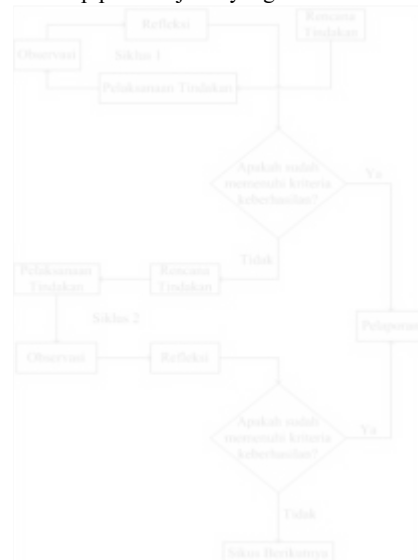 Refleksi
Rencana
Tindakan
Observasi
Siklus 1
Pelaksanaan Tindakan
Apakah sudah
memenuhi kriteria
keberhasilan?
Ya
Tidak
Pelaksanaan
Tindakan
Rencana
Tindakan
Siklus 2
Pelaporan
Observasi
Refleksi
Apakah sudah
memenuhi kriteria
keberhasilan?
Ya
Tidak
Sikus Berikutnya